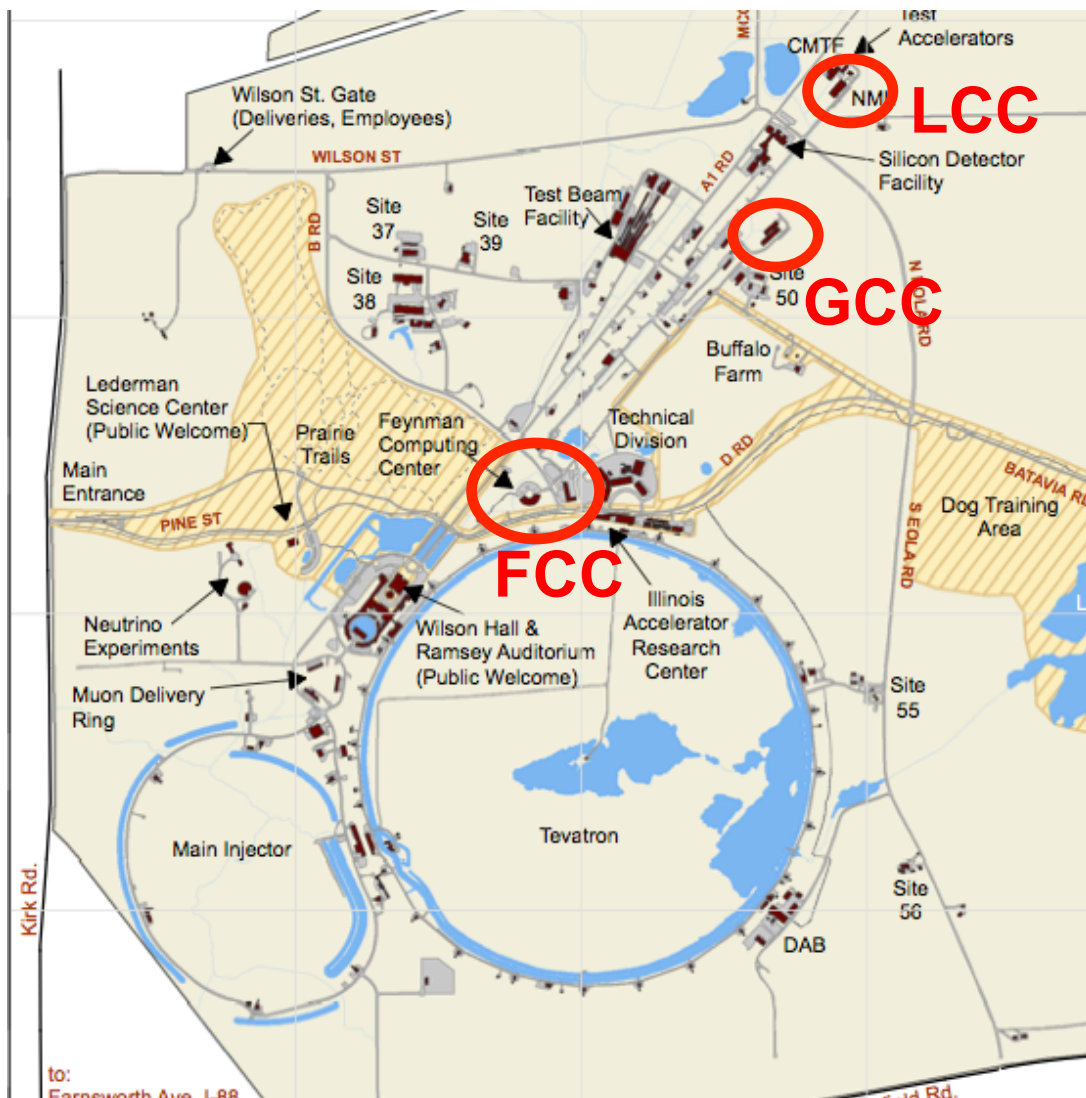 Test
Accelerators
CMTF
NML
LCC
Wilson St. Gate
(Deliveries, Employees)
WILSON ST
A1 RD
Silicon Detector
Facility
Test Beam
Facility
Site
37
Site
39
B RD
Site
38
Site
50
GCC
N EOLA RD
Buffalo
Farm
Lederman
Science Center
(Public Welcome)
Prairie
Trails
Feynman
Computing
Center
Technical
Division
D RD
BATAVIA RD
Main
Entrance
PINE ST
Dog Training
Area
S EOLA RD
FCC
Neutrino
Experiments
Wilson Hall &
Ramsey Auditorium
(Public Welcome)
Illinois
Accelerator
Research
Center
L
Muon Delivery
Ring
Site
55
Main Injector
Tevatron
Kirk Rd.
Site
56
DAB
to:
Farnsworth Ave, I-88
Rd.